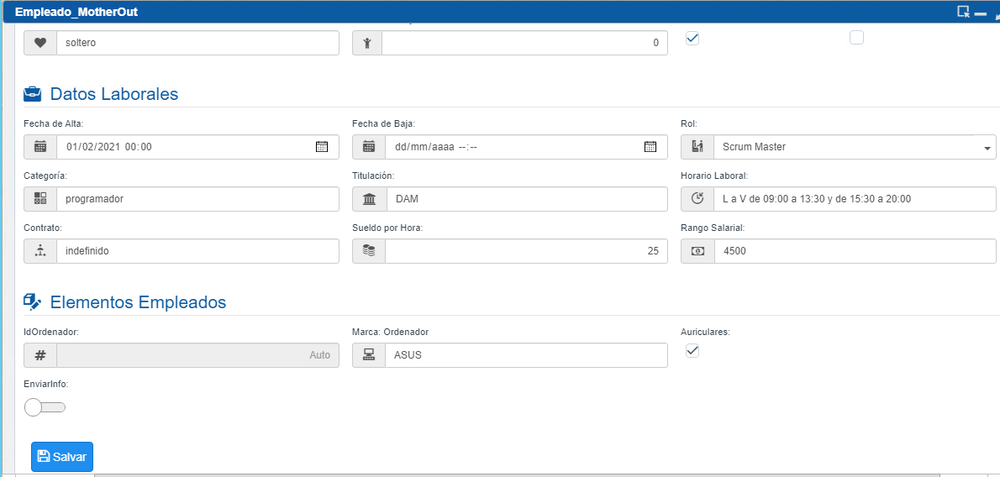 Empleado_MotherOut
soltero 0
Datos Laborales
Fecha de Alta: Fecha de Baja: Rol:
01/02/2021 00:00 dd/mm/aaaa --:-- Scrum Master
Categoría: Titulación: Horario Laboral:
programador DAM L a V de 09:00 a 13:30 y de 15:30 a 20:00
Contrato: Sueldo por Hora: Rango Salarial:
indefinido 25 4500
Elementos Empleados
IdOrdenador: Marca: Ordenador Auriculares:
# Auto ASUS
EnviarInfo:
Salvar